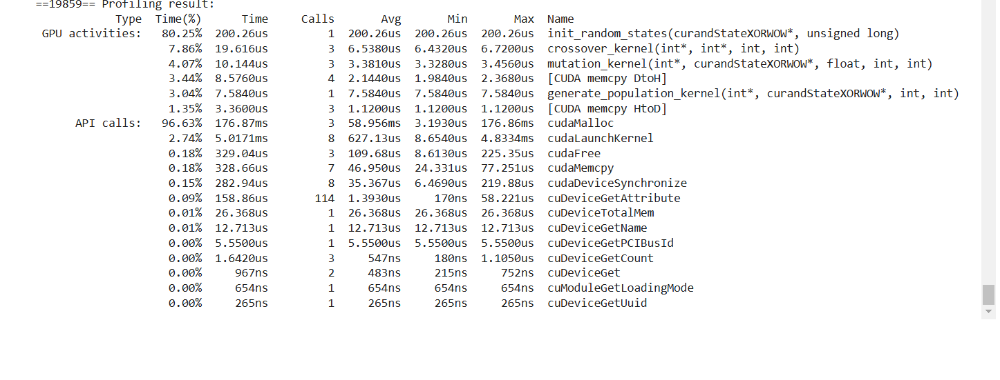 ==19859== Profiling result:
Type Time(%) Time Calls Avg Min Max Name
GPU activities: 80.25% 200.26us 1 200.26us 200.26us 200.26us init_random_states(curandStateXORWOW*, unsigned long)
7.86% 19.616us 3 6.5380us 6.4320us 6.7200us crossover_kernel(int*, int*, int, int)
4.07% 10.144us 3 3.3810us 3.3280us 3.4560us mutation_kernel(int*, curandStateXORWOW*, float, int, int)
3.44% 8.5760us 4 2.1440us 1.9840us 2.3680us [CUDA memcpy DtoH]
3.04% 7.5840us 1 7.5840us 7.5840us 7.5840us generate_population_kernel(int*, curandStateXORWOW*, int, int)
1.35% 3.3600us 3 1.1200us 1.1200us 1.1200us [CUDA memcpy HtoD]
API calls: 96.63% 176.87ms 3 58.956ms 3.1930us 176.86ms cudaMalloc
2.74% 5.0171ms 8 627.13us 8.6540us 4.8334ms cudaLaunchKernel
0.18% 329.04us 3 109.68us 8.6130us 225.35us cudaFree
0.18% 328.66us 7 46.950us 24.331us 77.251us cudaMemcpy
0.15% 282.94us 8 35.367us 6.4690us 219.88us cudaDeviceSynchronize
0.09% 158.86us 114 1.3930us 170ns 58.221us cuDeviceGetAttribute
0.01% 26.368us 1 26.368us 26.368us 26.368us cuDeviceTotalMem
0.01% 12.713us 1 12.713us 12.713us 12.713us cuDeviceGetName
0.00% 5.5500us 1 5.5500us 5.5500us 5.5500us cuDeviceGetPCIBusId
0.00% 1.6420us 3 547ns 180ns 1.1050us cuDeviceGetCount
0.00% 967ns 2 483ns 215ns 752ns cuDeviceGet
0.00% 654ns 1 654ns 654ns 654ns cuModuleGetLoadingMode
0.00% 265ns 1 265ns 265ns 265ns cuDeviceGetUuid